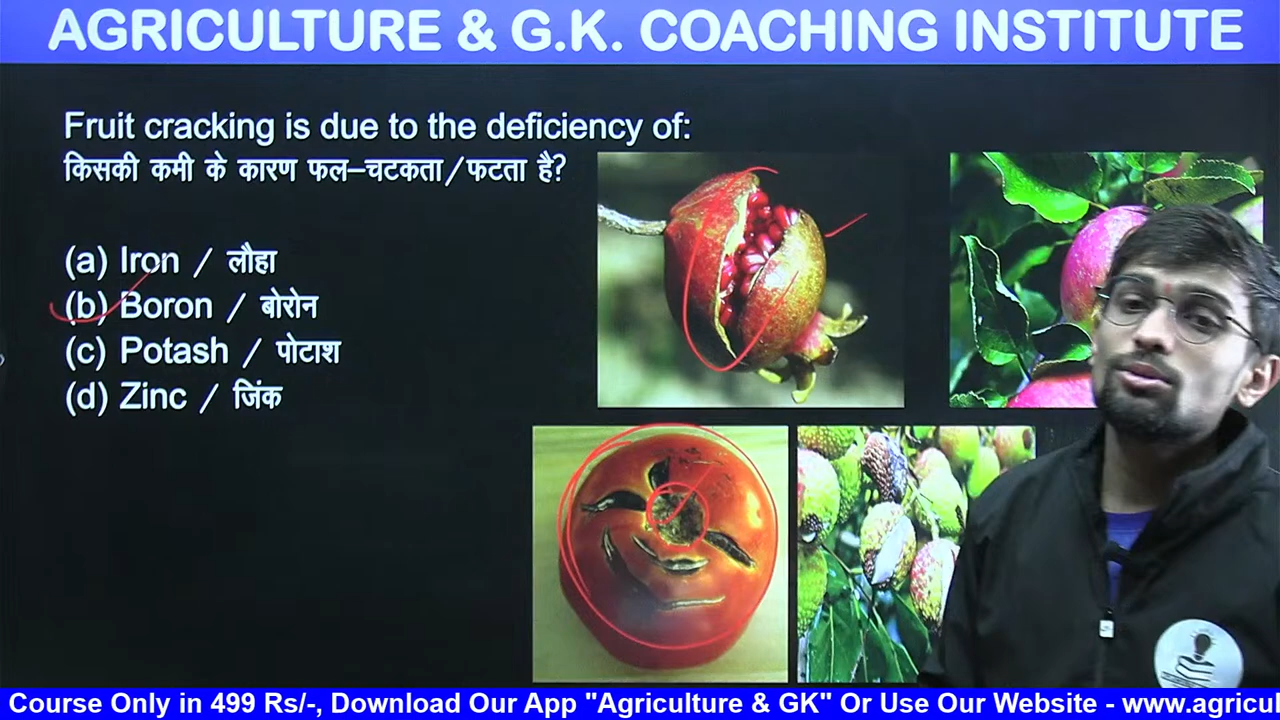 AGRICULTURE & G.K. COACHING INSTITUTE
Fruit cracking is due to the deficiency of:
किसकी कमी के कारण फल–चटकता/फटता है?
(a) Iron / लौहा
(b) Boron / बोरोन
(c) Potash / पोटाश
(d) Zinc / जिंक
Course Only in 499 Rs/-, Download Our App "Agriculture & GK" Or Use Our Website - www.agricul